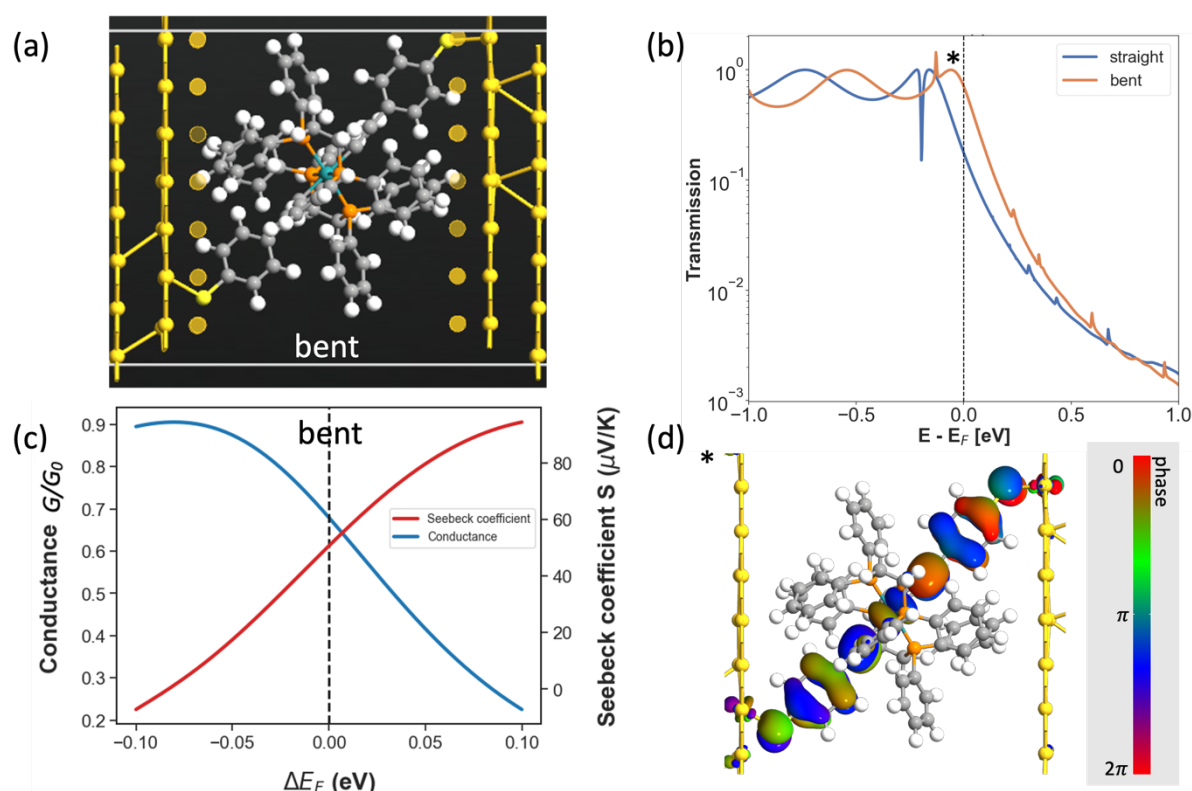 (a)
bent
(b)
*
straight
bent
10⁰
10⁻¹
10⁻²
10⁻³
Transmission
−1.0
−0.5
0.0
0.5
1.0
E - E_F [eV]
(c)
bent
Conductance G/G₀
0.9
0.8
0.7
0.6
0.5
0.4
0.3
0.2
Seebeck coefficient
Conductance
80
60
40
20
0
Seebeck coefficient S (μV/K)
−0.10
−0.05
0.00
0.05
0.10
ΔE_F (eV)
(d)
*
0
phase
π
2π